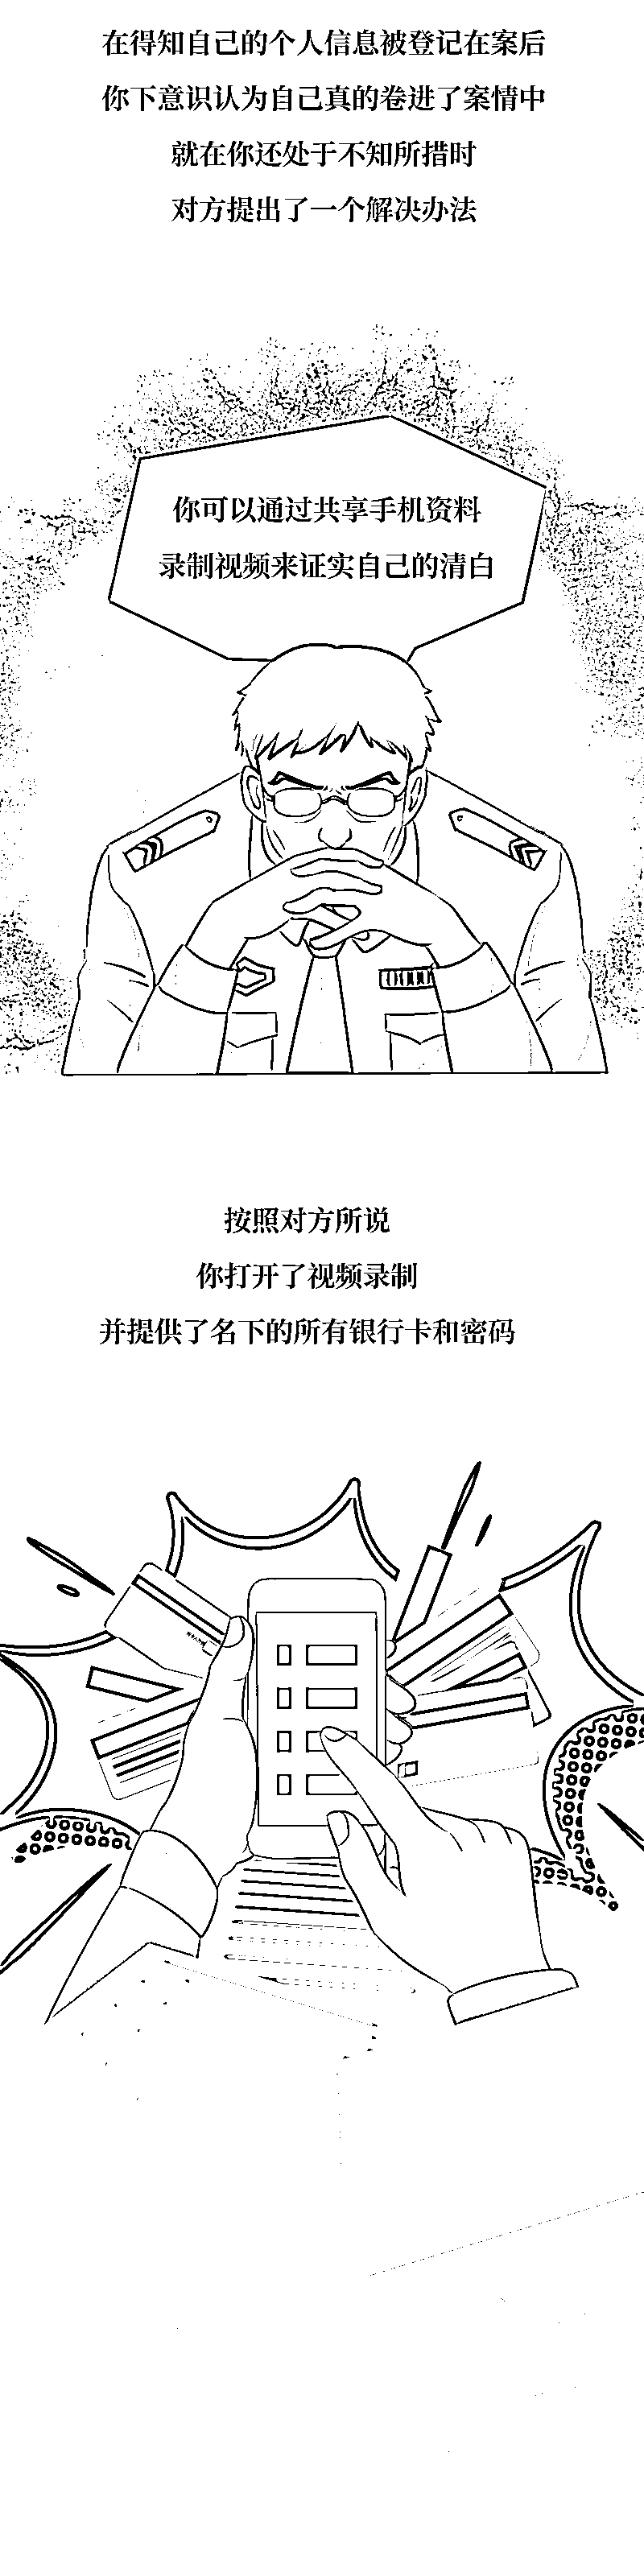 在得知自己的个人信息被登记在案后
你下意识认为自己真的卷进了案情中
就在你还处于不知所措时
对方提出了一个解决办法
你可以通过共享手机资料
录制视频来证实自己的清白
按照对方所说
你打开了视频录制
并提供了名下的所有银行卡和密码